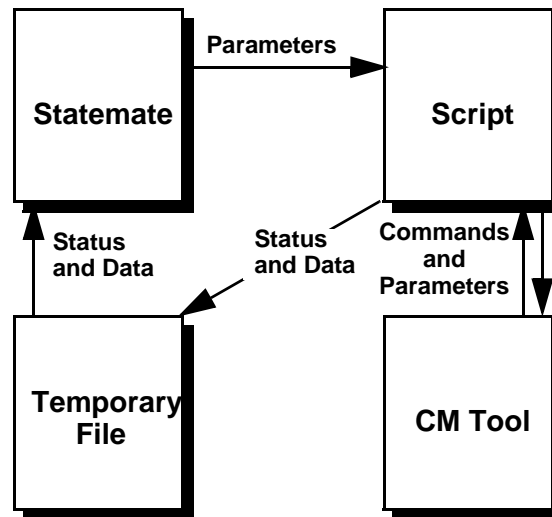 Parameters
Statemate
Script
Status
and Data
Status
and Data
Commands
and
Parameters
Temporary
File
CM Tool